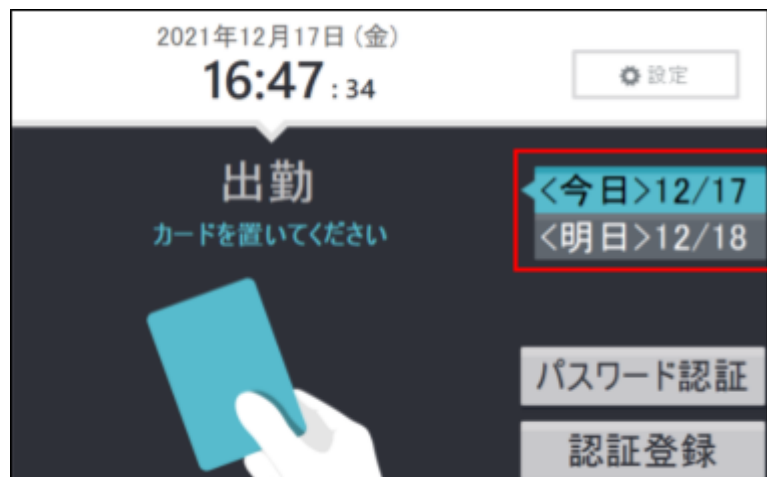 2021年12月17日（金）
16:47:34
設定
出勤
カードを置いてください
<今日>12/17
<明日>12/18
パスワード認証
認証登録